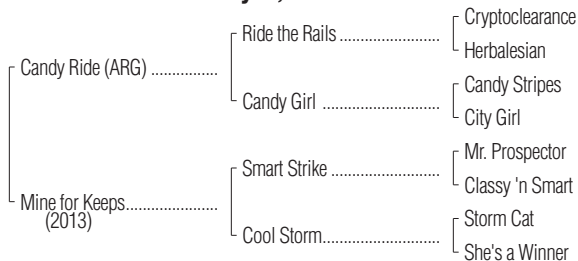 Cryptoclearance
Ride the Rails
Herbalesian
Candy Ride (ARG)
Candy Stripes
Candy Girl
City Girl
Mr. Prospector
Smart Strike
Classy 'n Smart
Mine for Keeps
(2013)
Storm Cat
Cool Storm
She's a Winner